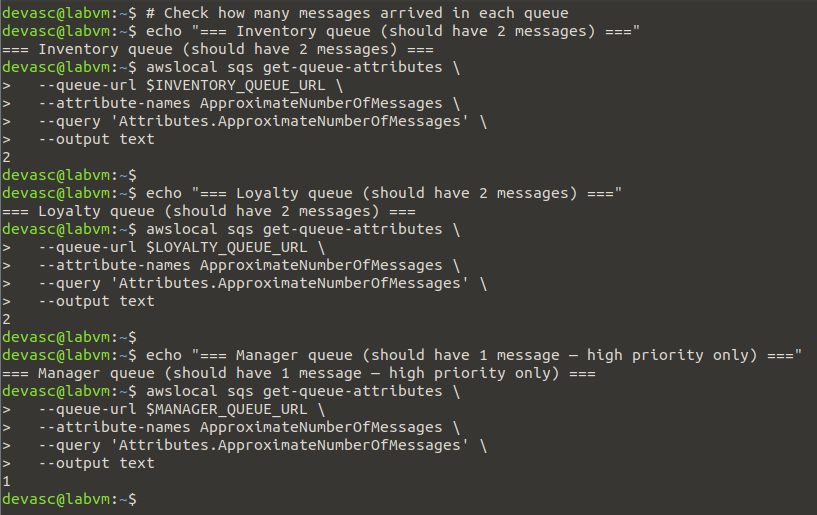 devasc@labvm:~$ # Check how many messages arrived in each queue
devasc@labvm:~$ echo "=== Inventory queue (should have 2 messages) ==="
=== Inventory queue (should have 2 messages) ===
devasc@labvm:~$ awslocal sqs get-queue-attributes \
>   --queue-url $INVENTORY_QUEUE_URL \
>   --attribute-names ApproximateNumberOfMessages \
>   --query 'Attributes.ApproximateNumberOfMessages' \
>   --output text
2
devasc@labvm:~$
devasc@labvm:~$ echo "=== Loyalty queue (should have 2 messages) ==="
=== Loyalty queue (should have 2 messages) ===
devasc@labvm:~$ awslocal sqs get-queue-attributes \
>   --queue-url $LOYALTY_QUEUE_URL \
>   --attribute-names ApproximateNumberOfMessages \
>   --query 'Attributes.ApproximateNumberOfMessages' \
>   --output text
2
devasc@labvm:~$
devasc@labvm:~$ echo "=== Manager queue (should have 1 message — high priority only) ==="
=== Manager queue (should have 1 message — high priority only) ===
devasc@labvm:~$ awslocal sqs get-queue-attributes \
>   --queue-url $MANAGER_QUEUE_URL \
>   --attribute-names ApproximateNumberOfMessages \
>   --query 'Attributes.ApproximateNumberOfMessages' \
>   --output text
1
devasc@labvm:~$